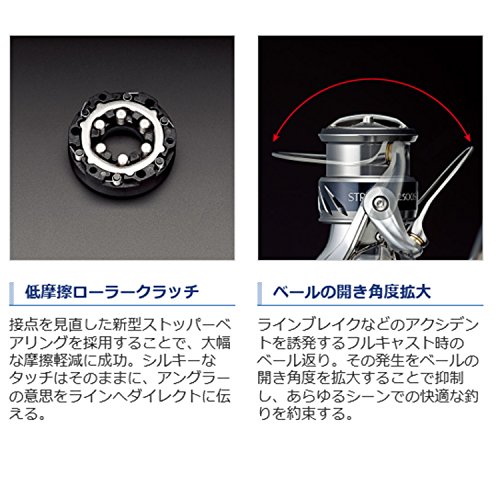 STR
2500S
低摩擦ローラークラッチ
接点を見直した新型ストッパーベ
アリングを採用することで、大幅
な摩擦軽減に成功。シルキーな
タッチはそのままに、アングラー
の意思をラインへダイレクトに伝
える。
ベールの開き角度拡大
ラインブレイクなどのアクシデン
トを誘発するフルキャスト時の
ベール返り。その発生をベールの
開き角度を拡大することで抑制
し、あらゆるシーンでの快適な釣
りを約束する。